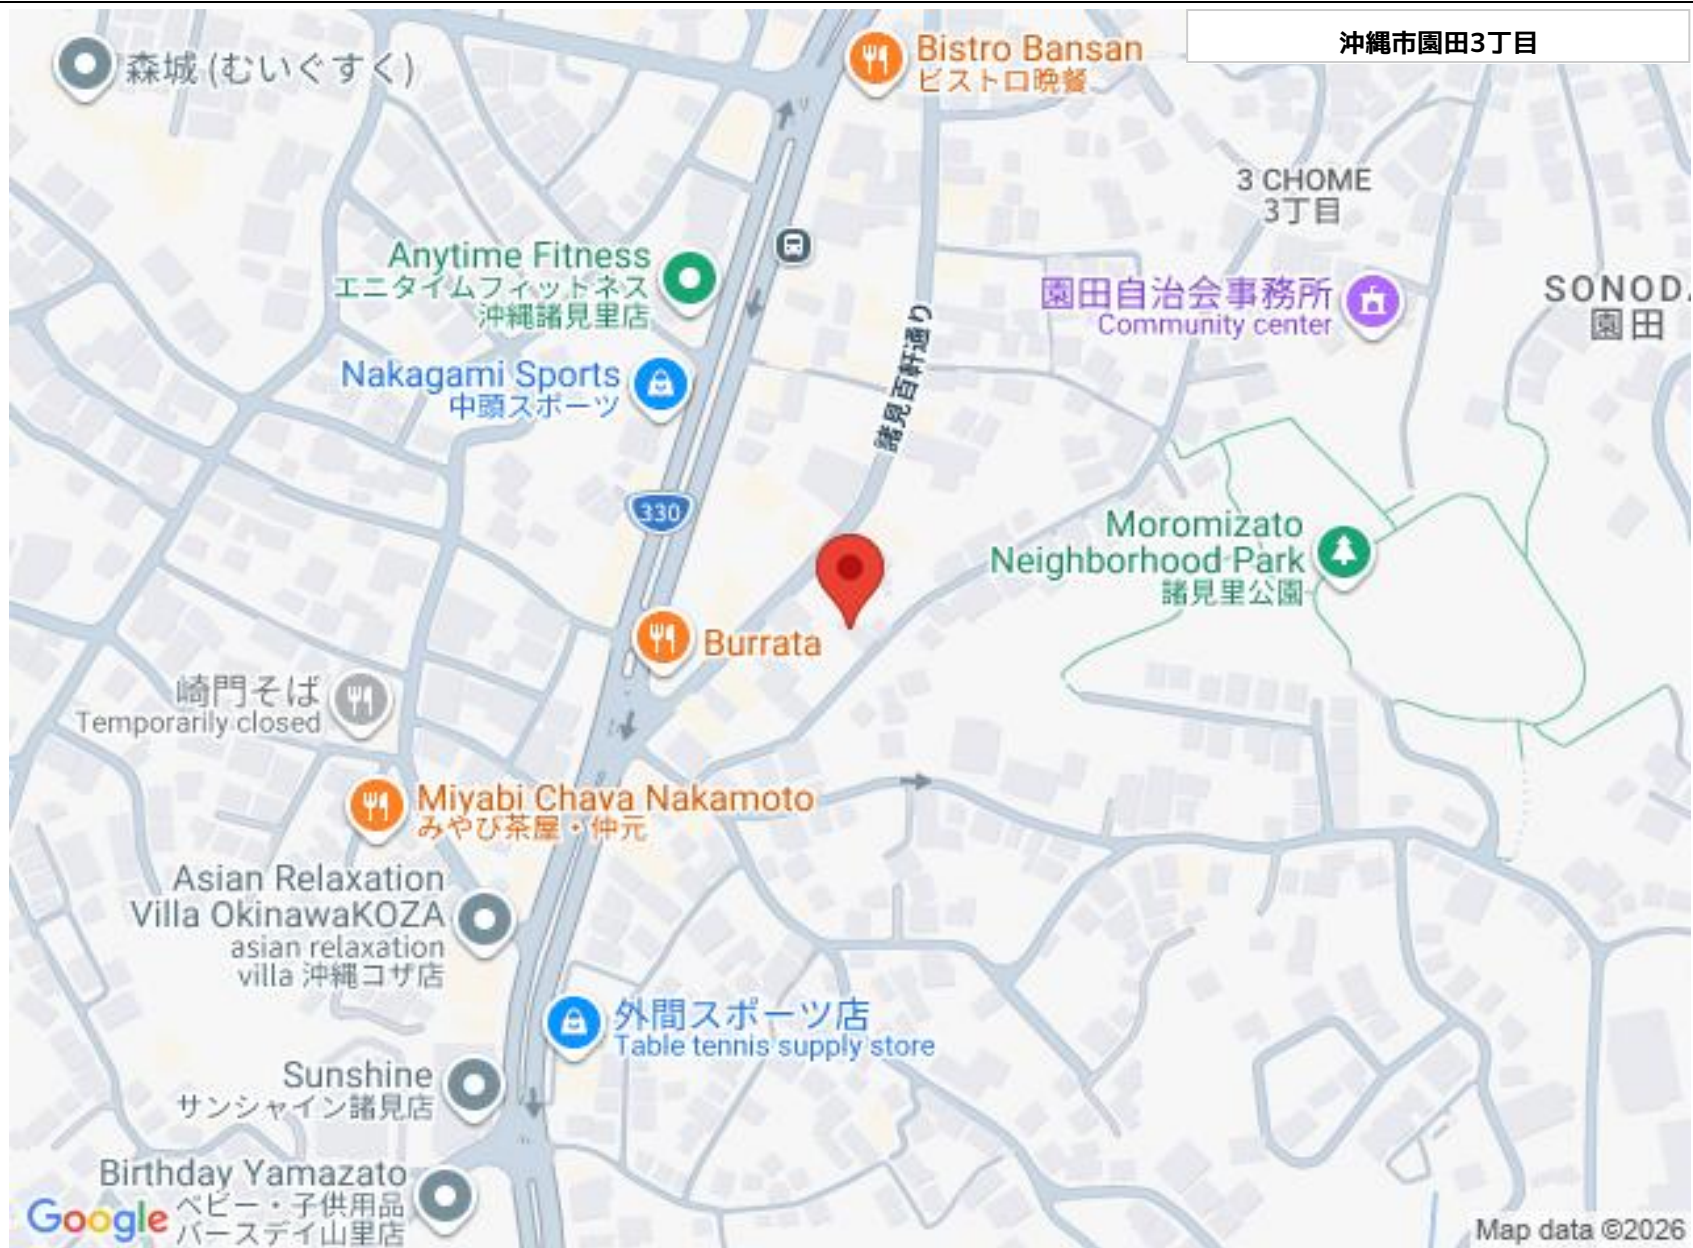 沖縄市園田3丁目
森城 (むいぐすく)
Bistro Bansan
ビストロ晩餐
3 CHOME
3丁目
Anytime Fitness
エニタイムフィットネス
沖縄諸見里店
園田自治会事務所
Community center
SONODA
園田
Nakagami Sports
中頭スポーツ
諸見百軒通り
330
Moromizato
Neighborhood Park
諸見里公園
Burrata
崎門そば
Temporarily closed
Miyabi Chaya Nakamoto
みやび茶屋・仲元
Asian Relaxation
Villa OkinawaKOZA
asian relaxation
villa 沖縄コザ店
外間スポーツ店
Table tennis supply store
Sunshine
サンシャイン諸見店
Birthday Yamazato
ベビー・子供用品
バースデイ山里店
Google
Map data ©2026